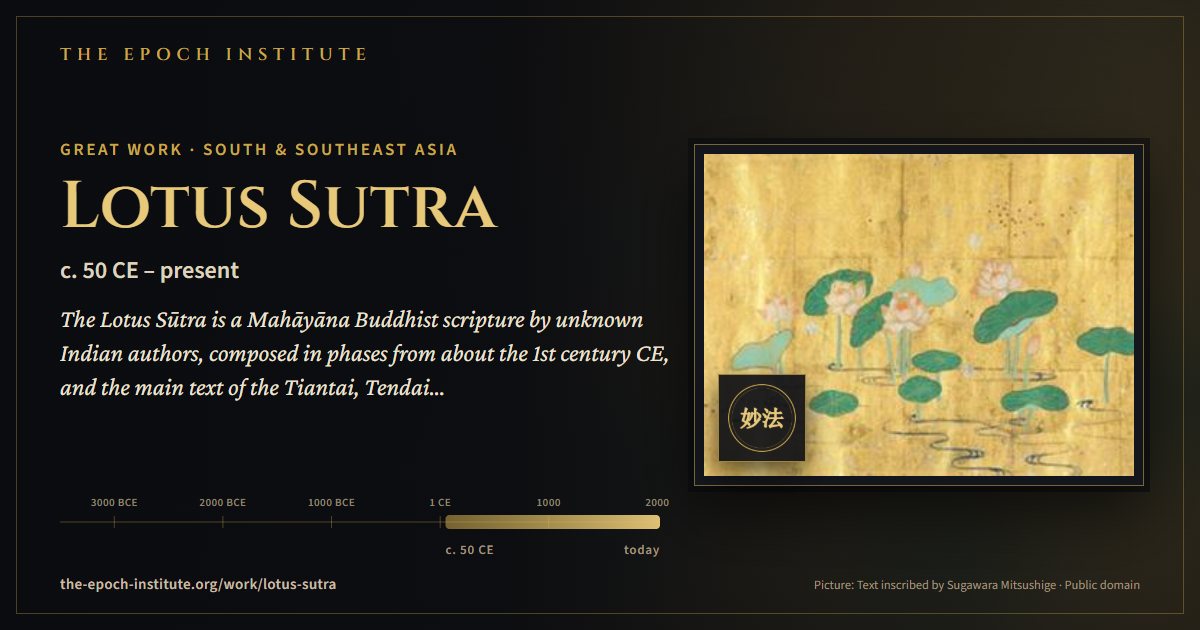 THE EPOCH INSTITUTE
GREAT WORK · SOUTH & SOUTHEAST ASIA
LOTUS SUTRA
c. 50 CE – present
The Lotus Sūtra is a Mahāyāna Buddhist scripture by unknown
Indian authors, composed in phases from about the 1st century CE,
and the main text of the Tiantai, Tendai...
妙法
3000 BCE 2000 BCE 1000 BCE 1 CE 1000 2000
c. 50 CE today
the-epoch-institute.org/work/lotus-sutra
Picture: Text inscribed by Sugawara Mitsushige · Public domain